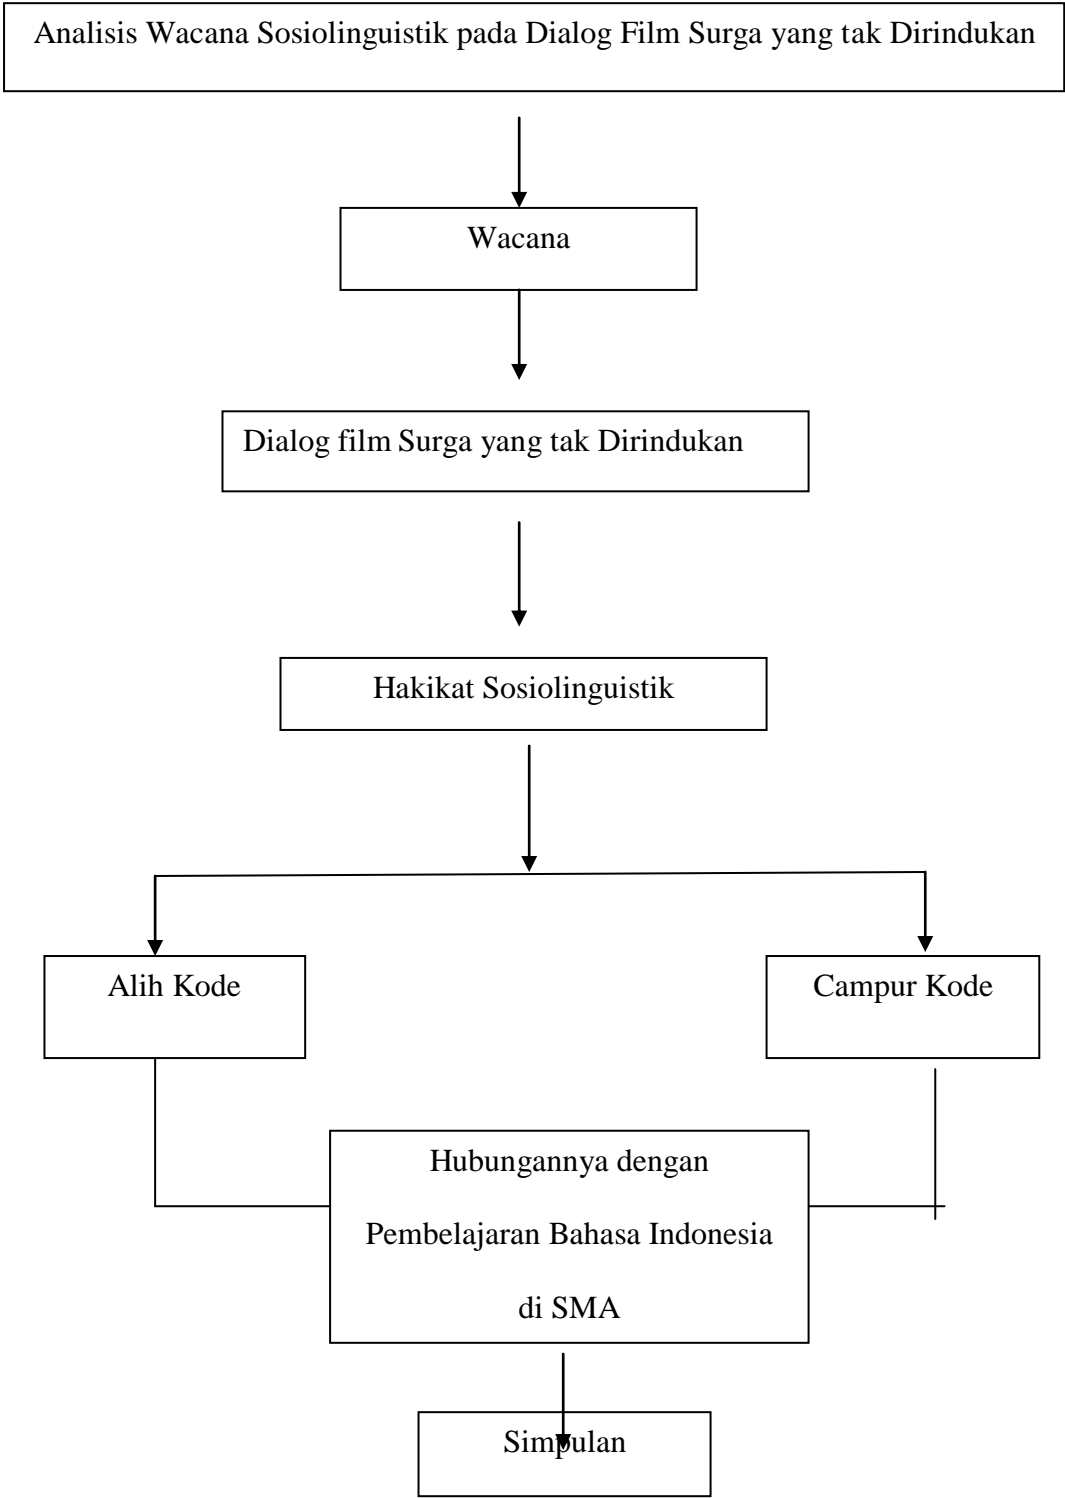 Analisis Wacana Sosiolinguistik pada Dialog Film Surga yang tak Dirindukan
Wacana
Dialog film Surga yang tak Dirindukan
Hakikat Sosiolinguistik
Alih Kode
Campur Kode
Hubungannya dengan
Pembelajaran Bahasa Indonesia
di SMA
Simpulan